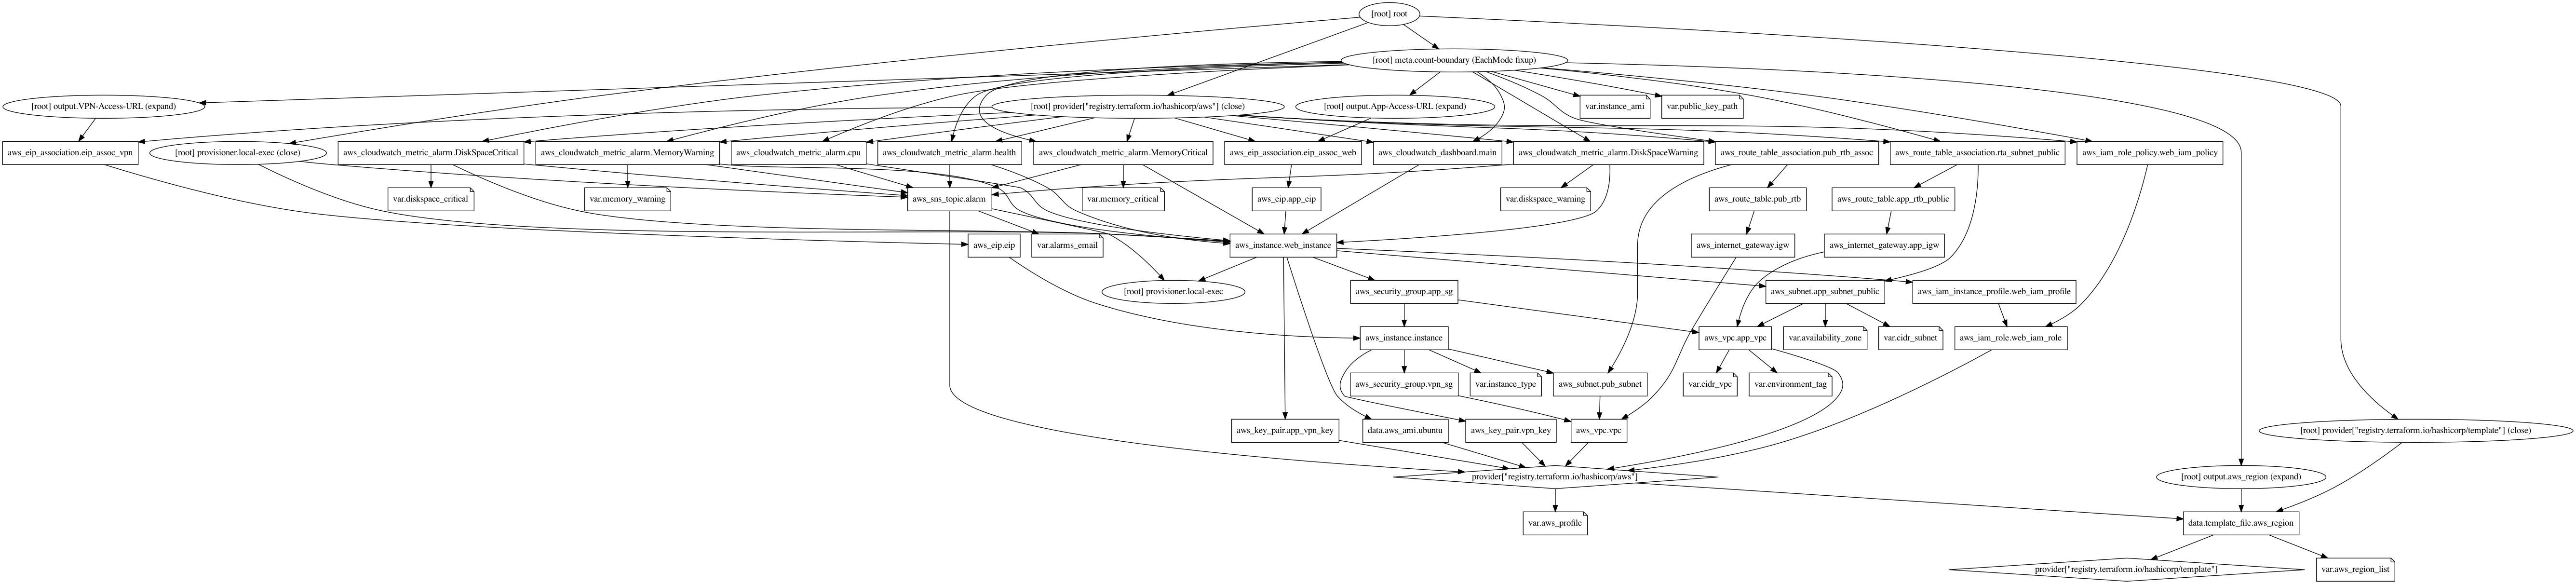 [root] root
[root] meta.count-boundary (EachMode fixup)
[root] output.VPN-Access-URL (expand)
[root] provider["registry.terraform.io/hashicorp/aws"] (close)
[root] output.App-Access-URL (expand)
var.instance_ami
var.public_key_path
aws_eip_association.eip_assoc_vpn
[root] provisioner.local-exec (close)
aws_cloudwatch_metric_alarm.DiskSpaceCritical
aws_cloudwatch_metric_alarm.MemoryWarning
aws_cloudwatch_metric_alarm.cpu
aws_cloudwatch_metric_alarm.health
aws_cloudwatch_metric_alarm.MemoryCritical
aws_eip_association.eip_assoc_web
aws_cloudwatch_dashboard.main
aws_cloudwatch_metric_alarm.DiskSpaceWarning
aws_route_table_association.pub_rtb_assoc
aws_route_table_association.rta_subnet_public
aws_iam_role_policy.web_iam_policy
var.diskspace_critical
var.memory_warning
aws_sns_topic.alarm
var.memory_critical
aws_eip.app_eip
var.diskspace_warning
aws_route_table.pub_rtb
aws_route_table.app_rtb_public
aws_eip.eip
var.alarms_email
aws_instance.web_instance
aws_internet_gateway.igw
aws_internet_gateway.app_igw
[root] provisioner.local-exec
aws_security_group.app_sg
aws_subnet.app_subnet_public
aws_iam_instance_profile.web_iam_profile
aws_instance.instance
aws_vpc.app_vpc
var.availability_zone
var.cidr_subnet
aws_iam_role.web_iam_role
aws_security_group.vpn_sg
var.instance_type
aws_subnet.pub_subnet
var.cidr_vpc
var.environment_tag
aws_key_pair.app_vpn_key
data.aws_ami.ubuntu
aws_key_pair.vpn_key
aws_vpc.vpc
[root] provider["registry.terraform.io/hashicorp/template"] (close)
provider["registry.terraform.io/hashicorp/aws"]
[root] output.aws_region (expand)
var.aws_profile
data.template_file.aws_region
provider["registry.terraform.io/hashicorp/template"]
var.aws_region_list